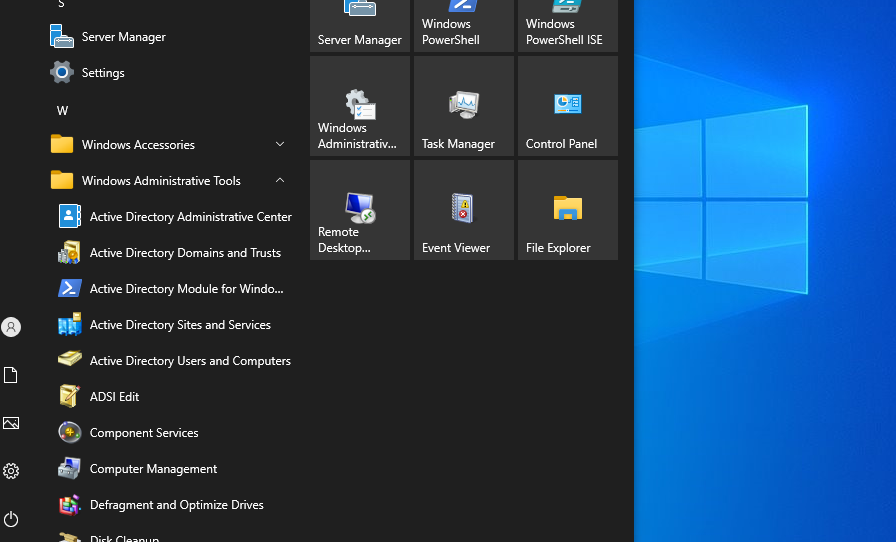 S
Server Manager
Settings
W
Windows Accessories
Windows Administrative Tools
Active Directory Administrative Center
Active Directory Domains and Trusts
Active Directory Module for Windo...
Active Directory Sites and Services
Active Directory Users and Computers
ADSI Edit
Component Services
Computer Management
Defragment and Optimize Drives
Disk Cleanup
Server Manager
Windows
PowerShell
Windows
PowerShell ISE
Windows
Administrativ...
Task Manager
Control Panel
Remote
Desktop...
Event Viewer
File Explorer